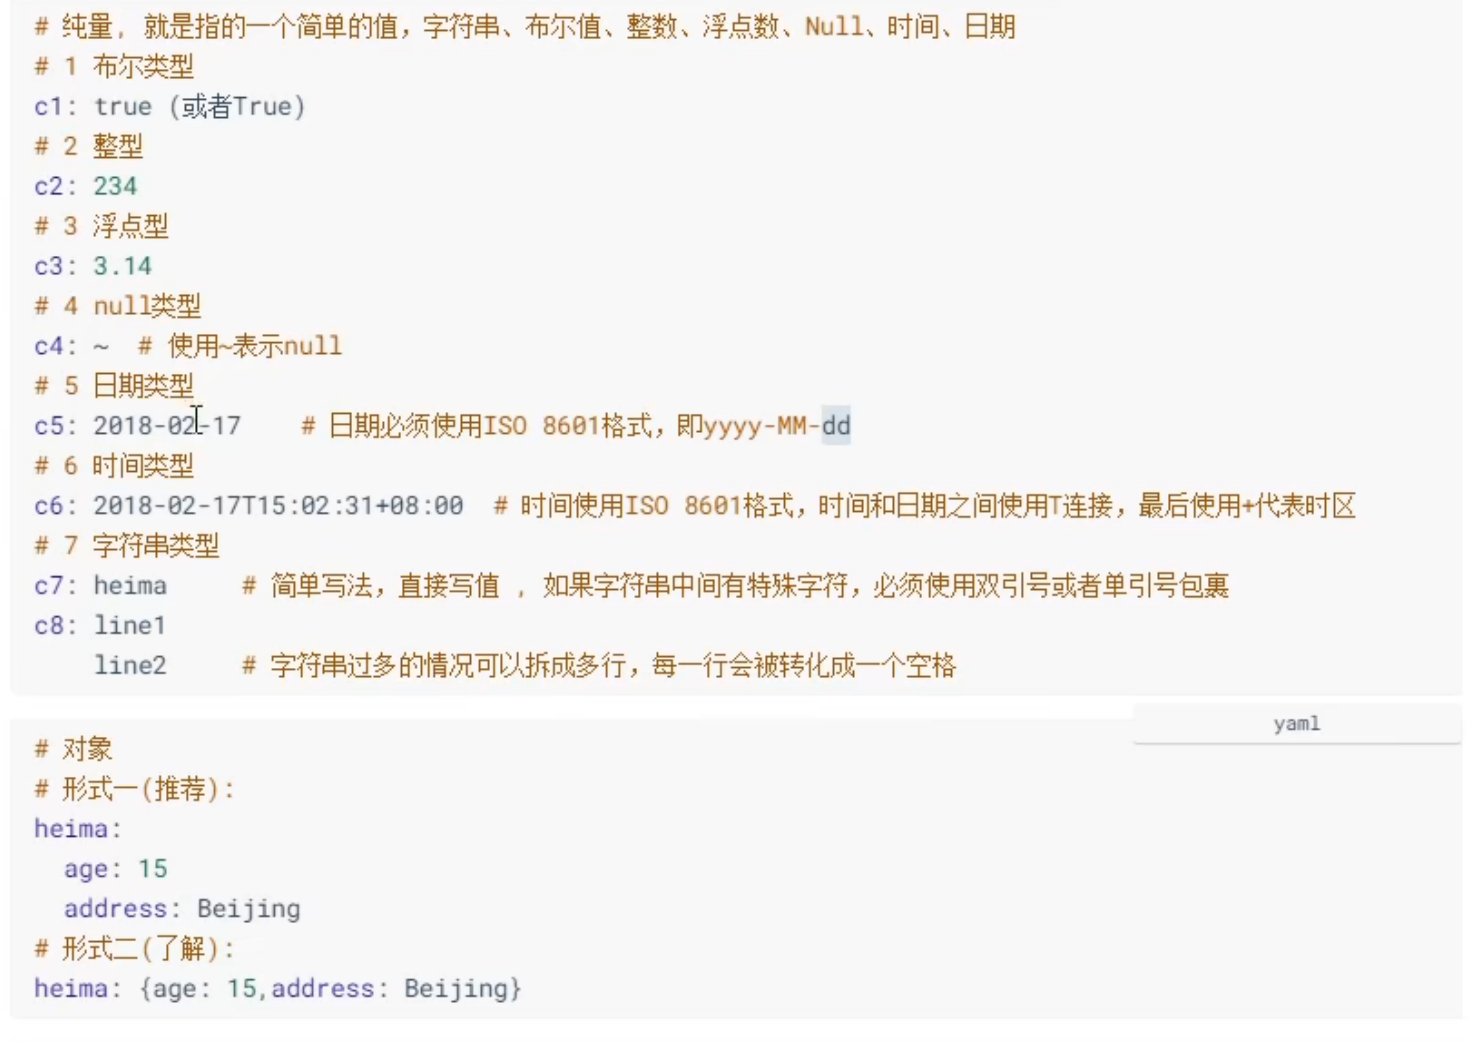 # 纯量, 就是指的一个简单的值，字符串、布尔值、整数、浮点数、Null、时间、日期
# 1 布尔类型
c1: true (或者True)
# 2 整型
c2: 234
# 3 浮点型
c3: 3.14
# 4 null类型
c4: ~  # 使用~表示null
# 5 日期类型
c5: 2018-02-17    # 日期必须使用ISO 8601格式，即yyyy-MM-dd
# 6 时间类型
c6: 2018-02-17T15:02:31+08:00  # 时间使用ISO 8601格式，时间和日期之间使用T连接，最后使用+代表时区
# 7 字符串类型
c7: heima     # 简单写法，直接写值 , 如果字符串中间有特殊字符，必须使用双引号或者单引号包裹
c8: line1
    line2     # 字符串过多的情况可以拆成多行，每一行会被转化成一个空格
yaml
# 对象
# 形式一(推荐):
heima:
  age: 15
  address: Beijing
# 形式二(了解):
heima: {age: 15,address: Beijing}